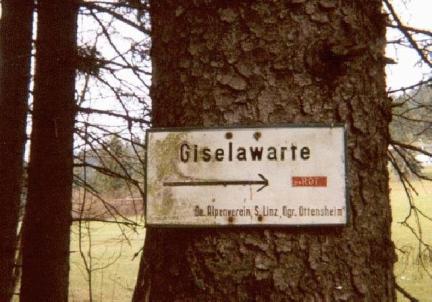 Giselawarte
ROT
Oe. Alpenverein, S. Linz, Ogr. Ottensheim